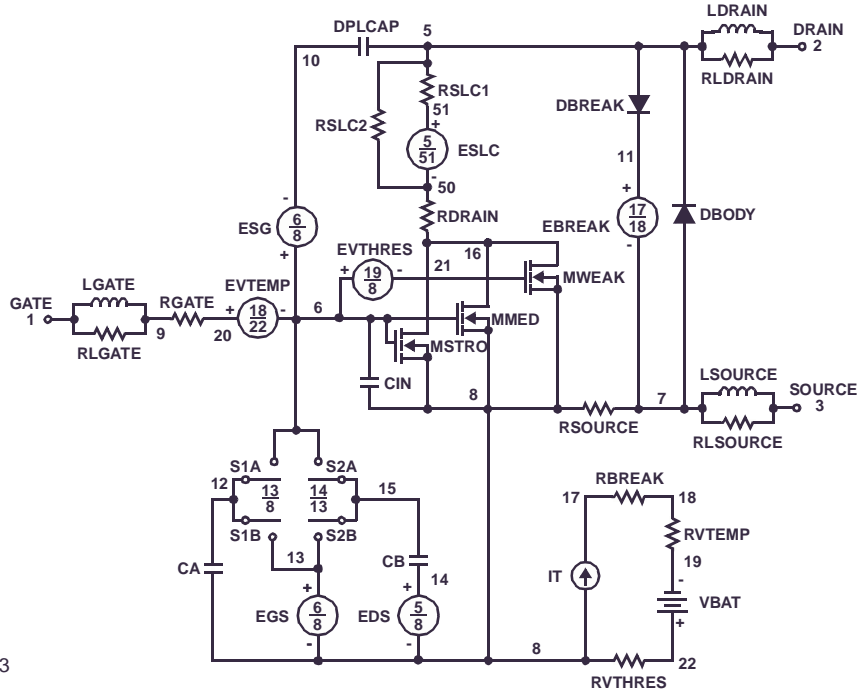 LDRAIN
DPLCAP 5 DRAIN
2
10
RLDRAIN
RSLC1
51
DBREAK
RSLC2
+
5
51
ESLC
-
50
11
-
6
8
ESG
+
RDRAIN
+
17
18
EBREAK
-
DBODY
EVTHRES
16
+
19
8
-
21
MWEAK
LGATE
EVTEMP
GATE
1
RGATE
+
18
22
-
6
MMED
9
20
MSTRO
RLGATE
CIN
LSOURCE
8
7
SOURCE
3
RSOURCE
RLSOURCE
S1A
S2A
12
13
8
14
13
15
S1B
S2B
13
RBREAK
17
18
RVTEMP
CA
CB
14
IT
19
-
VBAT
+
+
EGS
6
8
-
+
EDS
5
8
-
8
22
RVTHRES
3